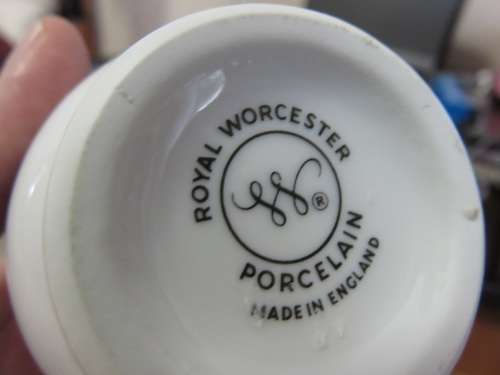 ROYAL WORCESTER
W ®
PORCELAIN
MADE IN ENGLAND